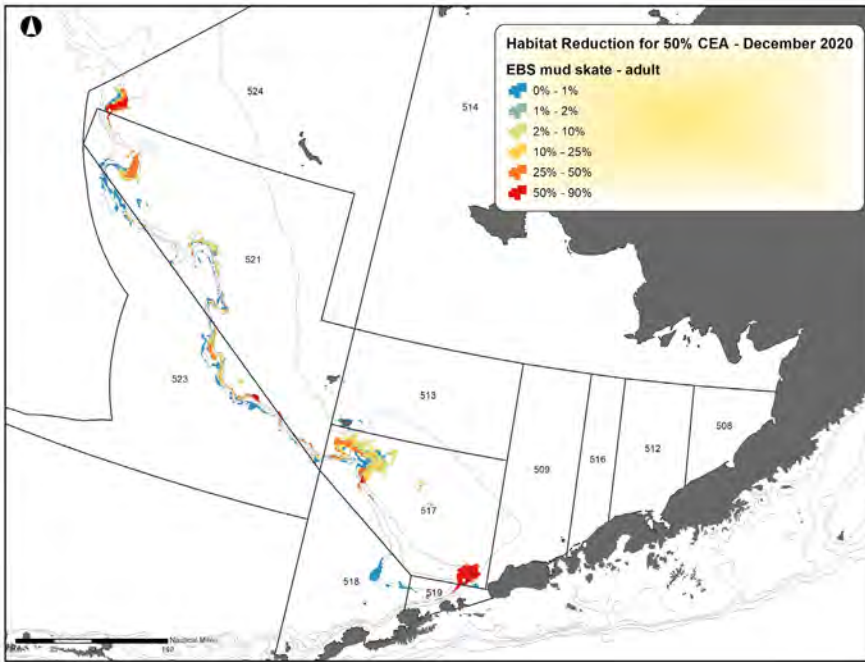 Habitat Reduction for 50% CEA - December 2020
EBS mud skate - adult
0% - 1%
1% - 2%
2% - 10%
10% - 25%
25% - 50%
50% - 90%
524
514
521
523
513
508
509
516
512
517
518
519
Nautical Miles